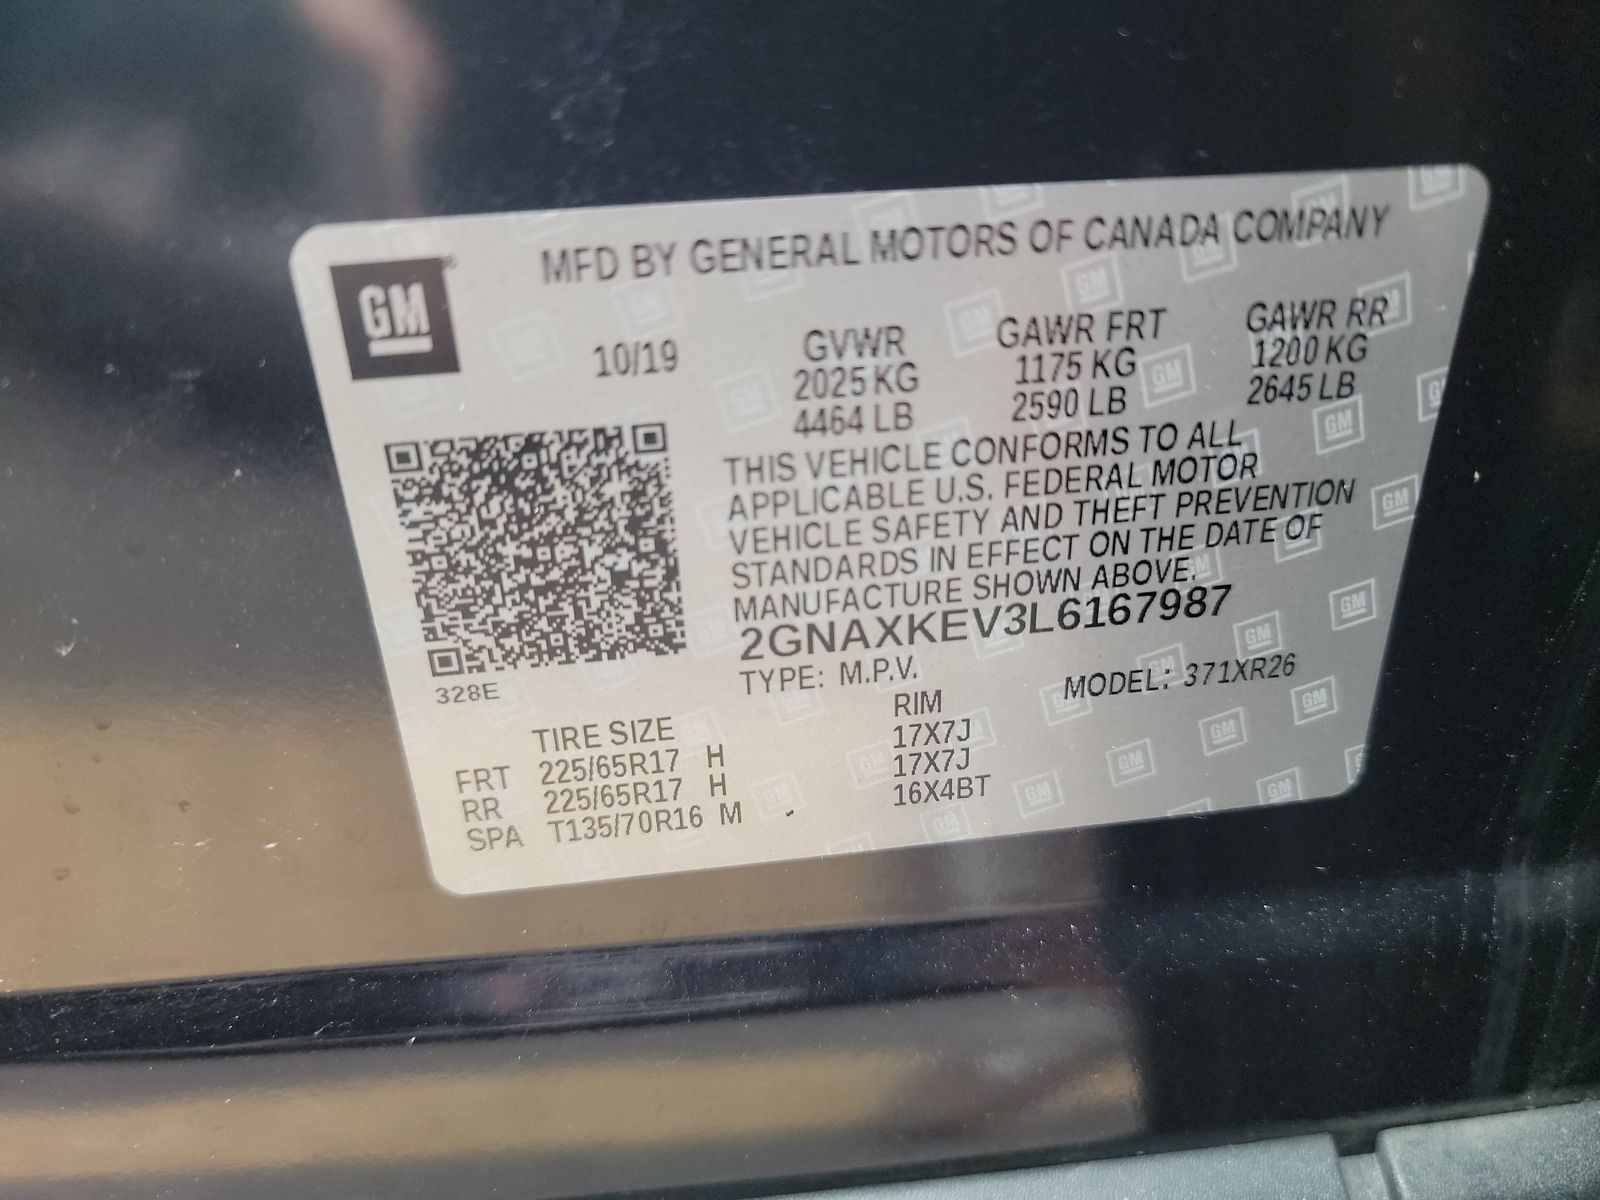 GM
MFD BY GENERAL MOTORS OF CANADA COMPANY
10/19
GVWR
2025 KG
4464 LB
GAWR FRT
1175 KG
2590 LB
GAWR RR
1200 KG
2645 LB
THIS VEHICLE CONFORMS TO ALL
APPLICABLE U.S. FEDERAL MOTOR
VEHICLE SAFETY AND THEFT PREVENTION
STANDARDS IN EFFECT ON THE DATE OF
MANUFACTURE SHOWN ABOVE.
2GNAXKEV3L6167987
TYPE: M.P.V. MODEL: 371XR26
328E
TIRE SIZE RIM
FRT 225/65R17 H 17X7J
RR 225/65R17 H 17X7J
SPA T135/70R16 M 16X4BT